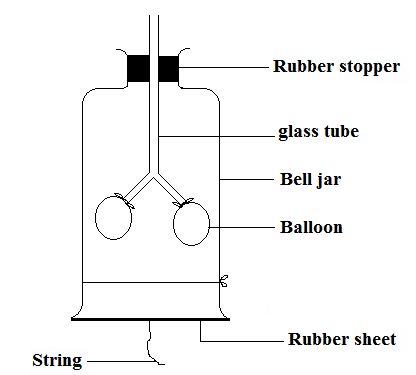 Rubber stopper
glass tube
Bell jar
Balloon
Rubber sheet
String